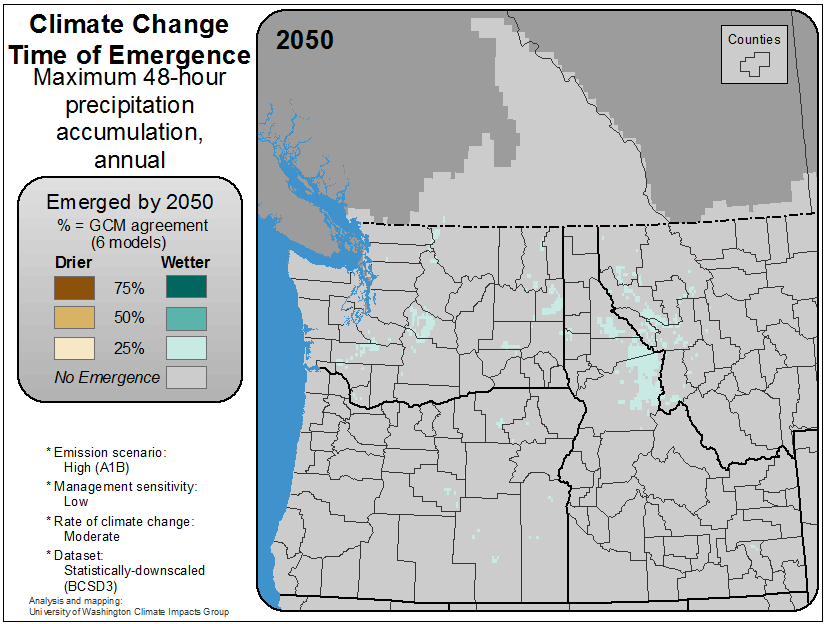 Climate Change
Time of Emergence
Maximum 48-hour
precipitation
accumulation,
annual
Emerged by 2050
% = GCM agreement
(6 models)
Drier Wetter
75%
50%
25%
No Emergence
* Emission scenario:
High (A1B)
* Management sensitivity:
Low
* Rate of climate change:
Moderate
* Dataset:
Statistically-downscaled
(BCSD3)
Analysis and mapping:
University of Washington Climate Impacts Group
2050
Counties